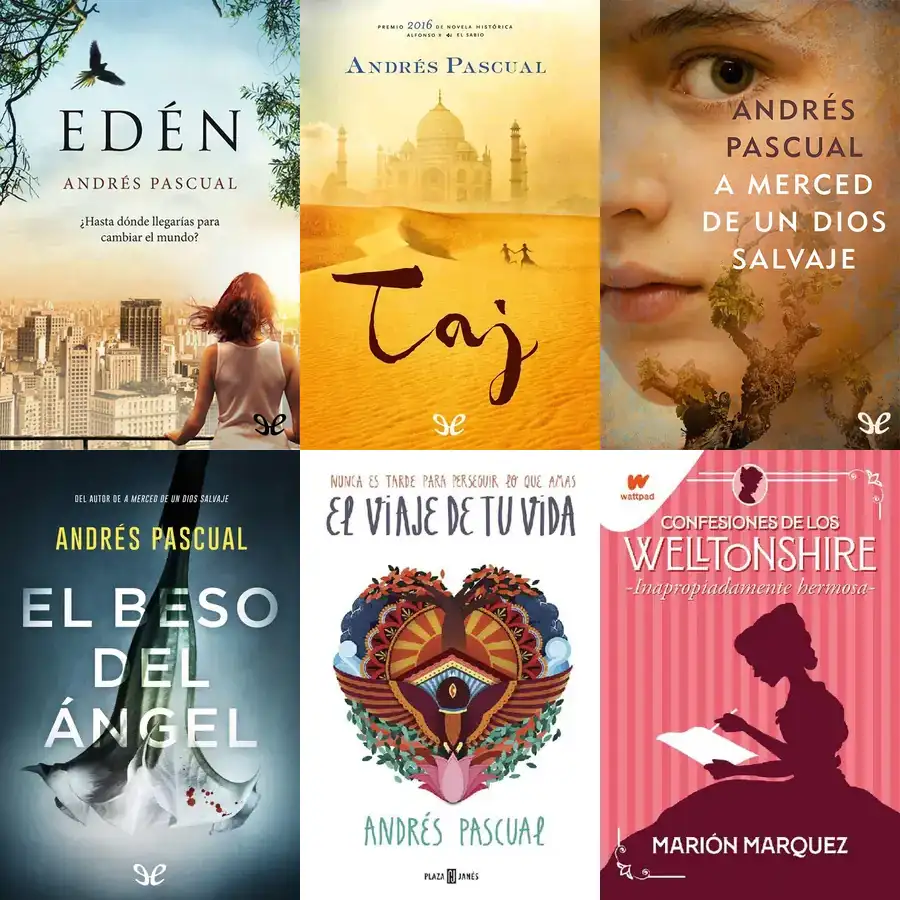 EDÉN
ANDRÉS PASCUAL
¿Hasta dónde llegarías para
cambiar el mundo?
PREMIO 2016 DE NOVELA HISTÓRICA
ALFONSO X EL SABIO
ANDRÉS PASCUAL
Taj
ANDRÉS
PASCUAL
A MERCED
DE UN DIOS
SALVAJE
DEL AUTOR DE A MERCED DE UN DIOS SALVAJE
ANDRÉS PASCUAL
EL BESO
DEL
ÁNGEL
NUNCA ES TARDE PARA PERSEGUIR LO QUE AMAS
EL VIAJE DE TU VIDA
ANDRÉS PASCUAL
PLAZA JANÉS
wattpad
CONFESIONES DE LOS
WELLTONSHIRE
-Inapropiadamente hermosa-
MARIÓN MARQUEZ